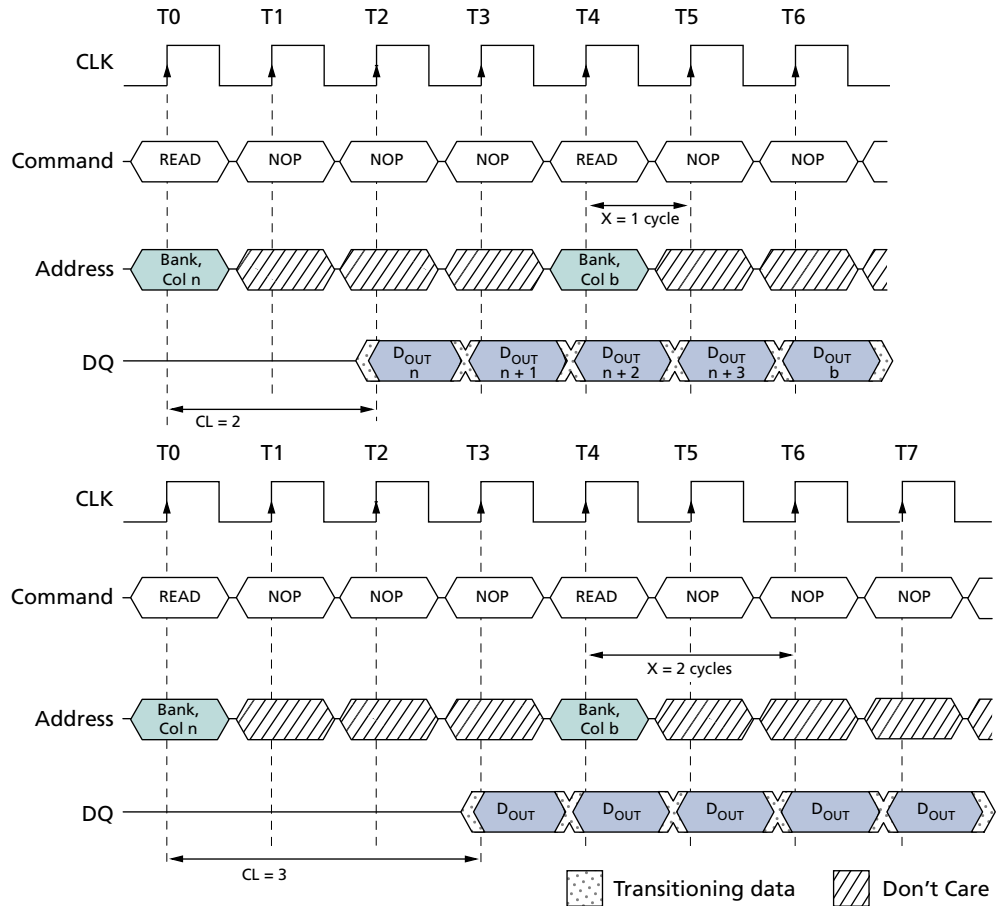 T0 T1 T2 T3 T4 T5 T6
CLK
Command READ NOP NOP NOP READ NOP NOP
X = 1 cycle
Address Bank, Col n Bank, Col b
DQ DOUT n DOUT n + 1 DOUT n + 2 DOUT n + 3 DOUT b
CL = 2
T0 T1 T2 T3 T4 T5 T6 T7
CLK
Command READ NOP NOP NOP READ NOP NOP NOP
X = 2 cycles
Address Bank, Col n Bank, Col b
DQ DOUT DOUT DOUT DOUT DOUT
CL = 3
Transitioning data Don't Care